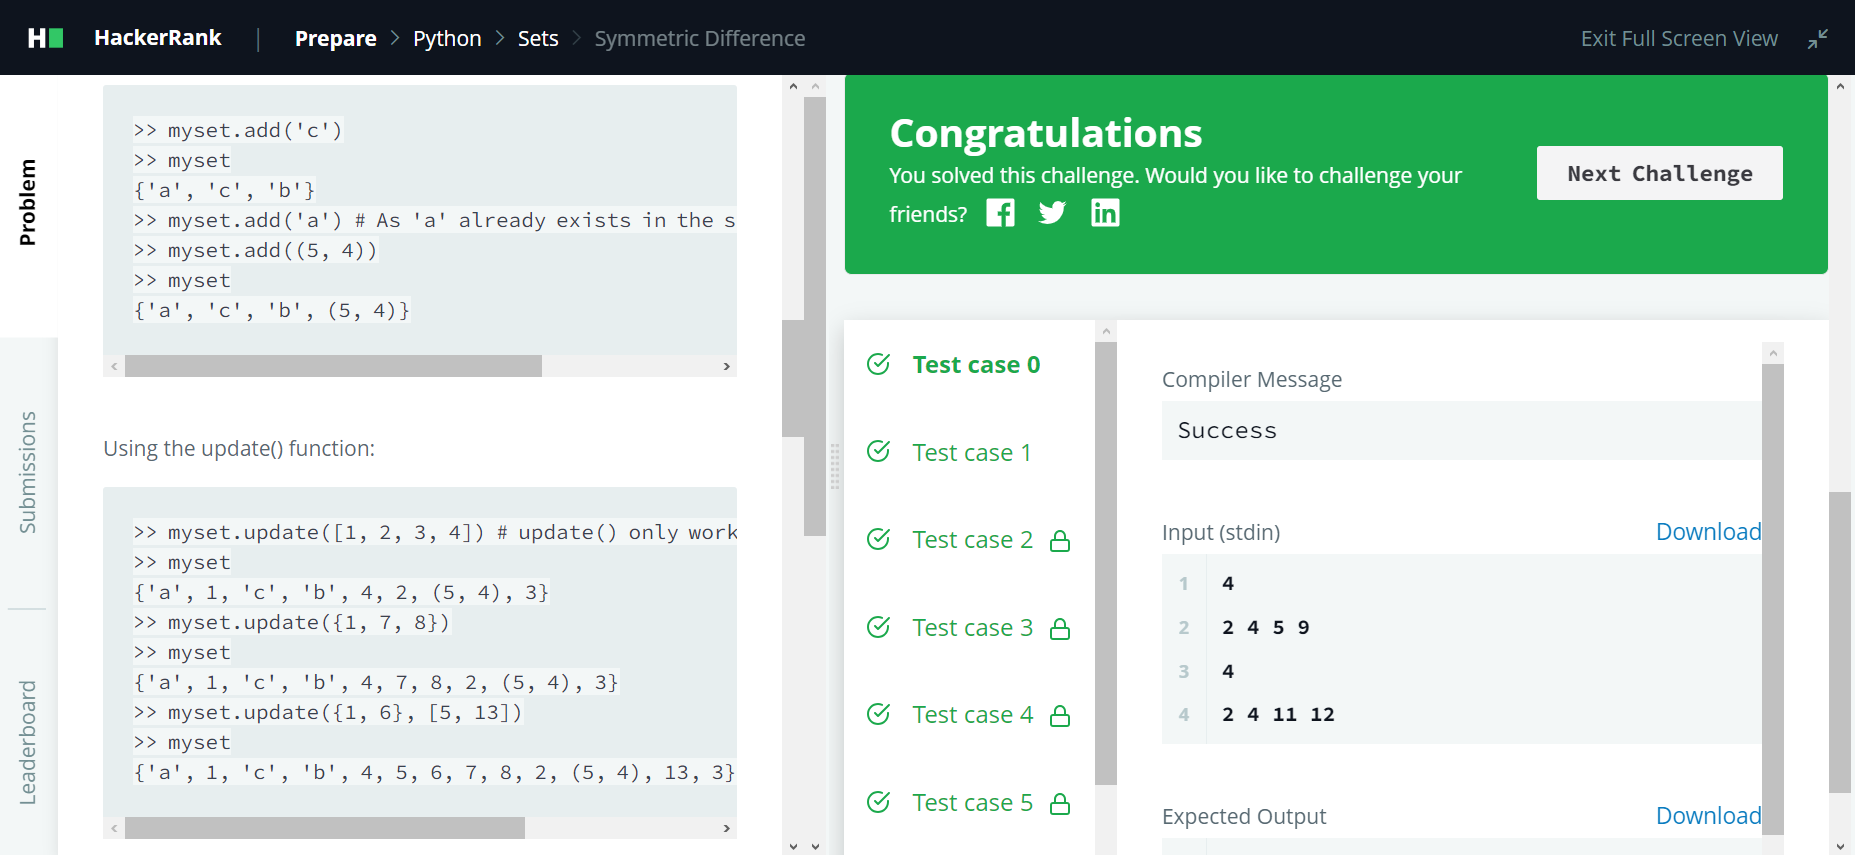 HackerRank | Prepare > Python > Sets > Symmetric Difference
Exit Full Screen View
Problem
Submissions
Leaderboard
>> myset.add('c')
>> myset
{'a', 'c', 'b'}
>> myset.add('a') # As 'a' already exists in the s
>> myset.add((5, 4))
>> myset
{'a', 'c', 'b', (5, 4)}
Using the update() function:
>> myset.update([1, 2, 3, 4]) # update() only work
>> myset
{'a', 1, 'c', 'b', 4, 2, (5, 4), 3}
>> myset.update({1, 7, 8})
>> myset
{'a', 1, 'c', 'b', 4, 7, 8, 2, (5, 4), 3}
>> myset.update({1, 6}, [5, 13])
>> myset
{'a', 1, 'c', 'b', 4, 5, 6, 7, 8, 2, (5, 4), 13, 3}
Congratulations
You solved this challenge. Would you like to challenge your
friends?
Next Challenge
Test case 0
Test case 1
Test case 2
Test case 3
Test case 4
Test case 5
Compiler Message
Success
Input (stdin)
Download
1 4
2 2 4 5 9
3 4
4 2 4 11 12
Expected Output
Download